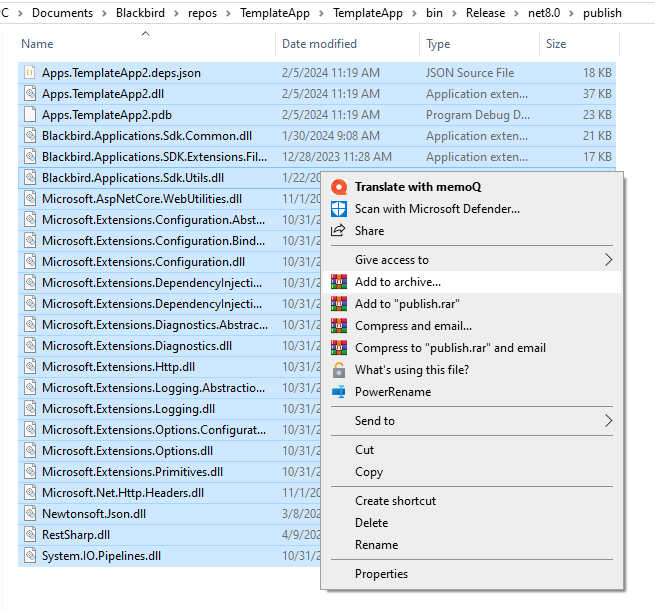 PC > Documents > Blackbird > repos > TemplateApp > TemplateApp > bin > Release > net8.0 > publish
Name Date modified Type Size
Apps.TemplateApp2.deps.json 2/5/2024 11:19 AM JSON Source File 18 KB
Apps.TemplateApp2.dll 2/5/2024 11:19 AM Application exten... 37 KB
Apps.TemplateApp2.pdb 2/5/2024 11:19 AM Program Debug D... 23 KB
Blackbird.Applications.Sdk.Common.dll 1/30/2024 9:08 AM Application exten... 21 KB
Blackbird.Applications.SDK.Extensions.Fil... 12/28/2023 11:28 AM Application exten... 17 KB
Blackbird.Applications.Sdk.Utils.dll 1/22/20
Microsoft.AspNetCore.WebUtilities.dll 11/1/20
Microsoft.Extensions.Configuration.Abst... 10/31/2
Microsoft.Extensions.Configuration.Bind... 10/31/2
Microsoft.Extensions.Configuration.dll 10/31/2
Microsoft.Extensions.DependencyInjecti... 10/31/2
Microsoft.Extensions.DependencyInjecti... 10/31/2
Microsoft.Extensions.Diagnostics.Abstrac... 10/31/2
Microsoft.Extensions.Diagnostics.dll 10/31/2
Microsoft.Extensions.Http.dll 10/31/2
Microsoft.Extensions.Logging.Abstractio... 10/31/2
Microsoft.Extensions.Logging.dll 10/31/2
Microsoft.Extensions.Options.Configurat... 10/31/2
Microsoft.Extensions.Options.dll 10/31/2
Microsoft.Extensions.Primitives.dll 10/31/2
Microsoft.Net.Http.Headers.dll 11/1/20
Newtonsoft.Json.dll 3/8/202
RestSharp.dll 4/9/202
System.IO.Pipelines.dll 10/31/2
Translate with memoQ
Scan with Microsoft Defender...
Share
Give access to
Add to archive...
Add to "publish.rar"
Compress and email...
Compress to "publish.rar" and email
What's using this file?
PowerRename
Send to
Cut
Copy
Create shortcut
Delete
Rename
Properties